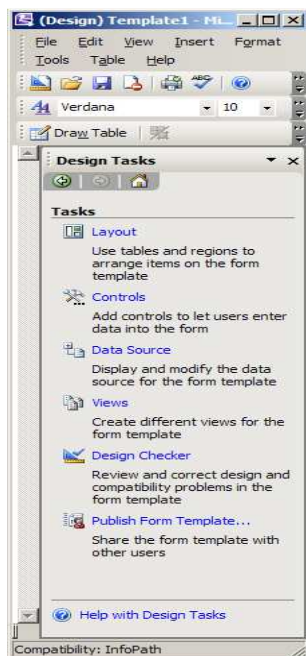 (Design) Template1 - Mi...
File Edit View Insert Format
Tools Table Help
Verdana 10
Draw Table
Design Tasks
Tasks
Layout
Use tables and regions to
arrange items on the form
template
Controls
Add controls to let users enter
data into the form
Data Source
Display and modify the data
source for the form template
Views
Create different views for the
form template
Design Checker
Review and correct design and
compatibility problems in the
form template
Publish Form Template...
Share the form template with
other users
Help with Design Tasks
Compatibility: InfoPath